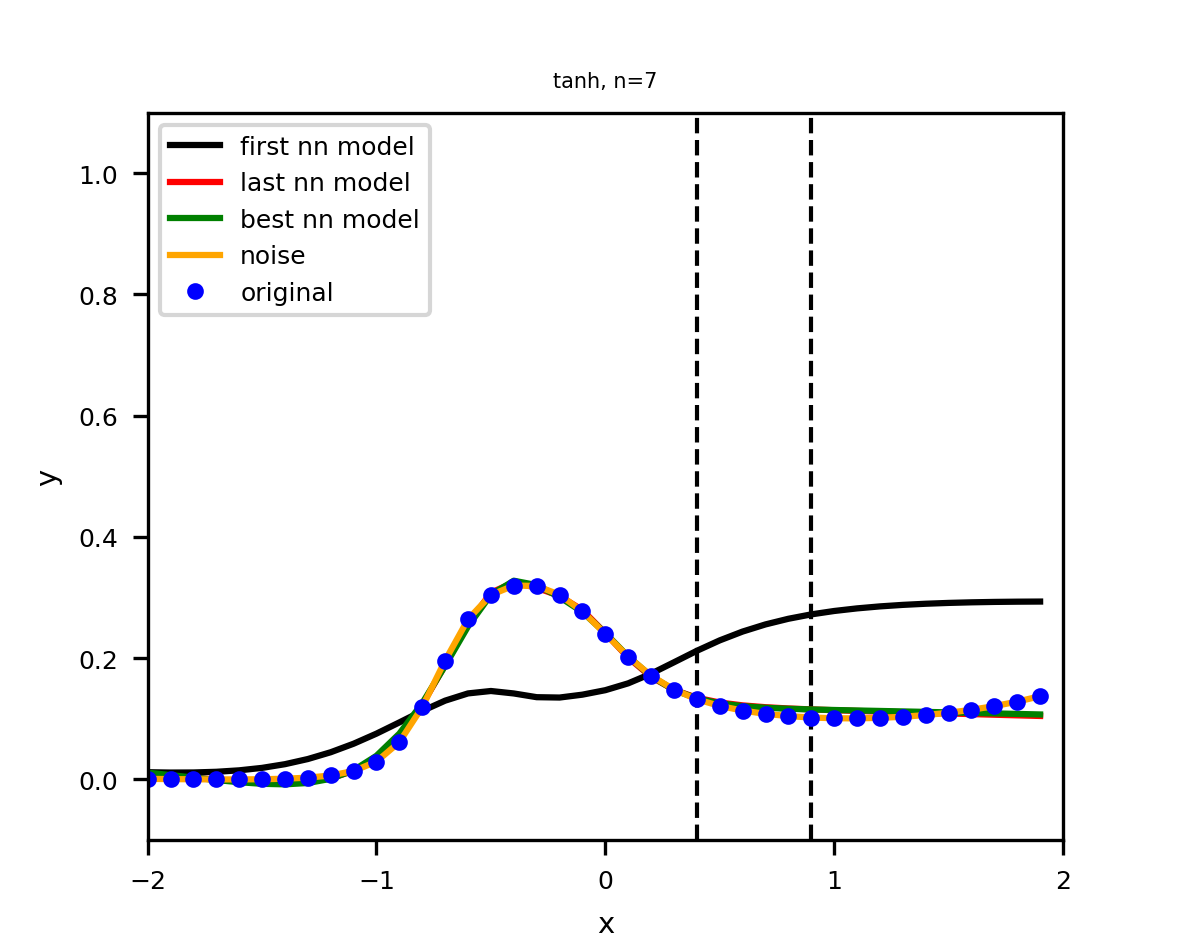 tanh, n=7
first nn model
last nn model
best nn model
noise
original
1.0
0.8
0.6
0.4
0.2
0.0
y
−2
−1
0
1
2
x